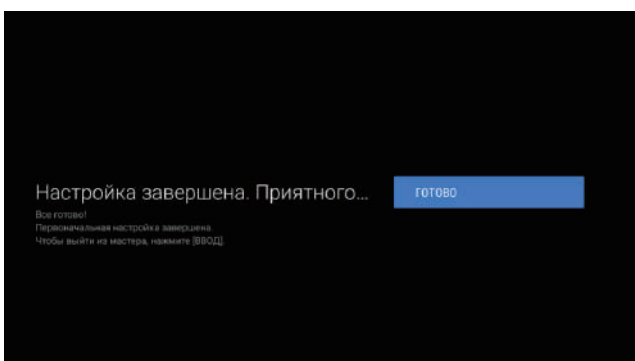 Настройка завершена. Приятного...
ГОТОВО
Все готово!
Первоначальная настройка завершена.
Чтобы выйти из мастера, нажмите [ВВОД].